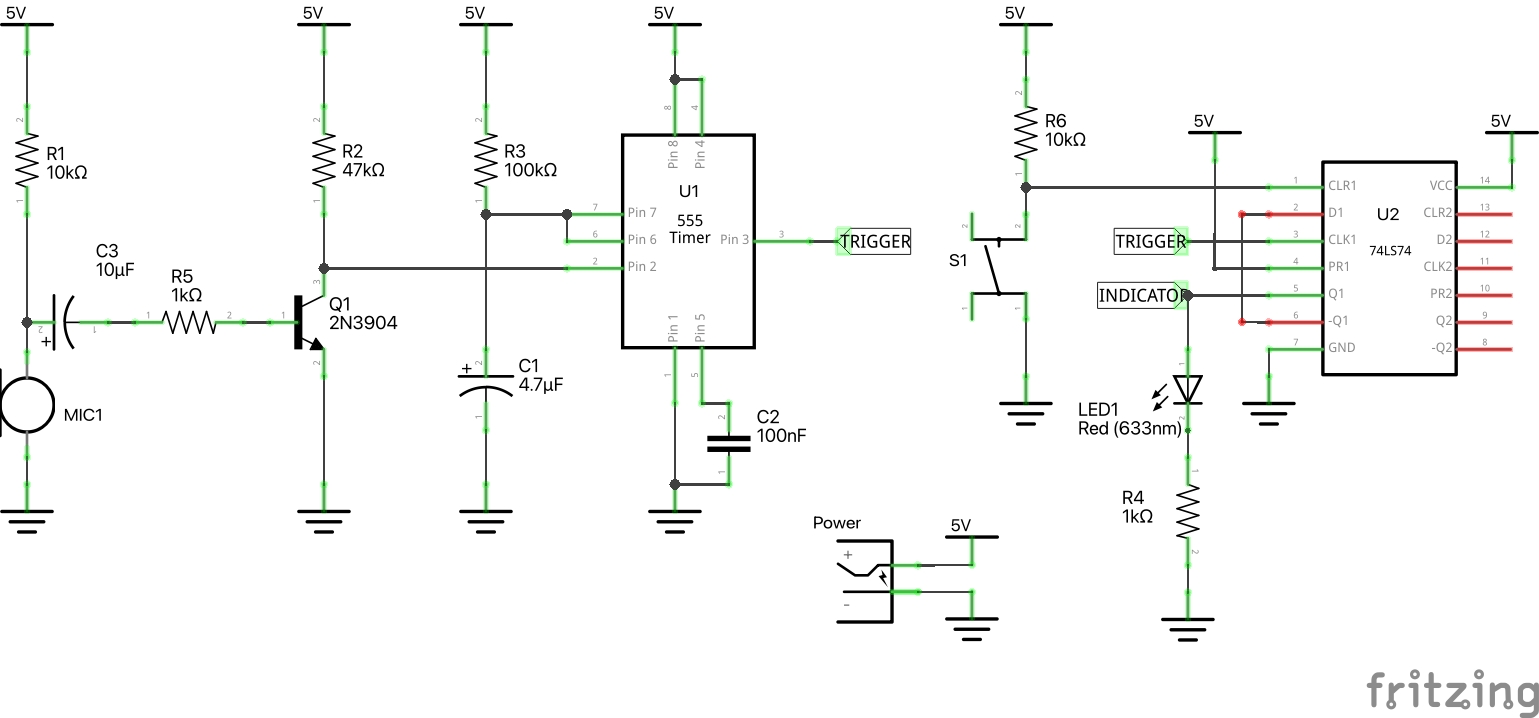 5V
5V
5V
5V
5V
5V
5V
R1
10kΩ
2
1
R2
47kΩ
2
1
R3
100kΩ
2
1
8
4
Pin 8
Pin 4
U1
555
Timer
7
Pin 7
6
Pin 6
2
Pin 2
Pin 3
3
Pin 1
Pin 5
1
5
TRIGGER
C3
10µF
2
1
+
R5
1kΩ
1
2
Q1
2N3904
1
3
2
MIC1
C1
4.7µF
+
2
1
C2
100nF
2
1
R6
10kΩ
2
1
S1
2
2
1
1
TRIGGER
INDICATOR
U2
74LS74
1
CLR1
2
D1
3
CLK1
4
PR1
5
Q1
6
-Q1
7
GND
VCC
14
CLR2
13
D2
12
CLK2
11
PR2
10
Q2
9
-Q2
8
LED1
Red (633nm)
1
2
R4
1kΩ
1
2
Power
+
-
5V
fritzing